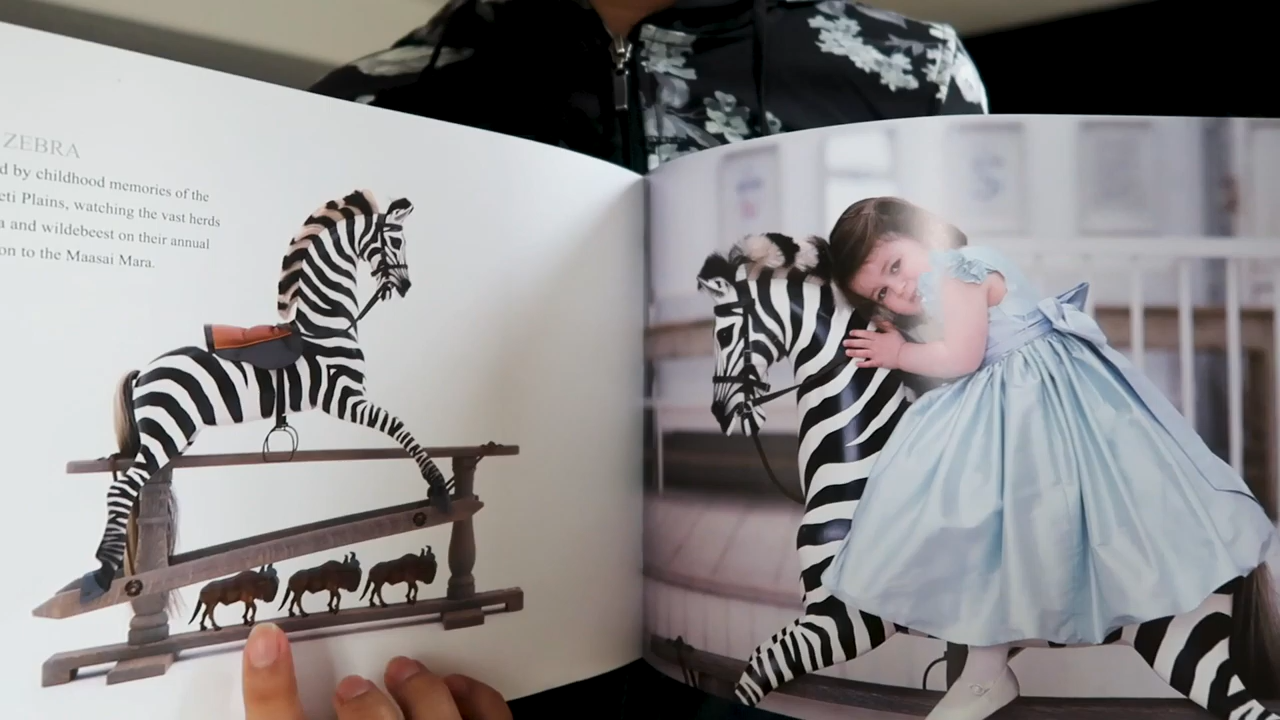 ZEBRA
d by childhood memories of the
eti Plains, watching the vast herds
a and wildebeest on their annual
on to the Maasai Mara.